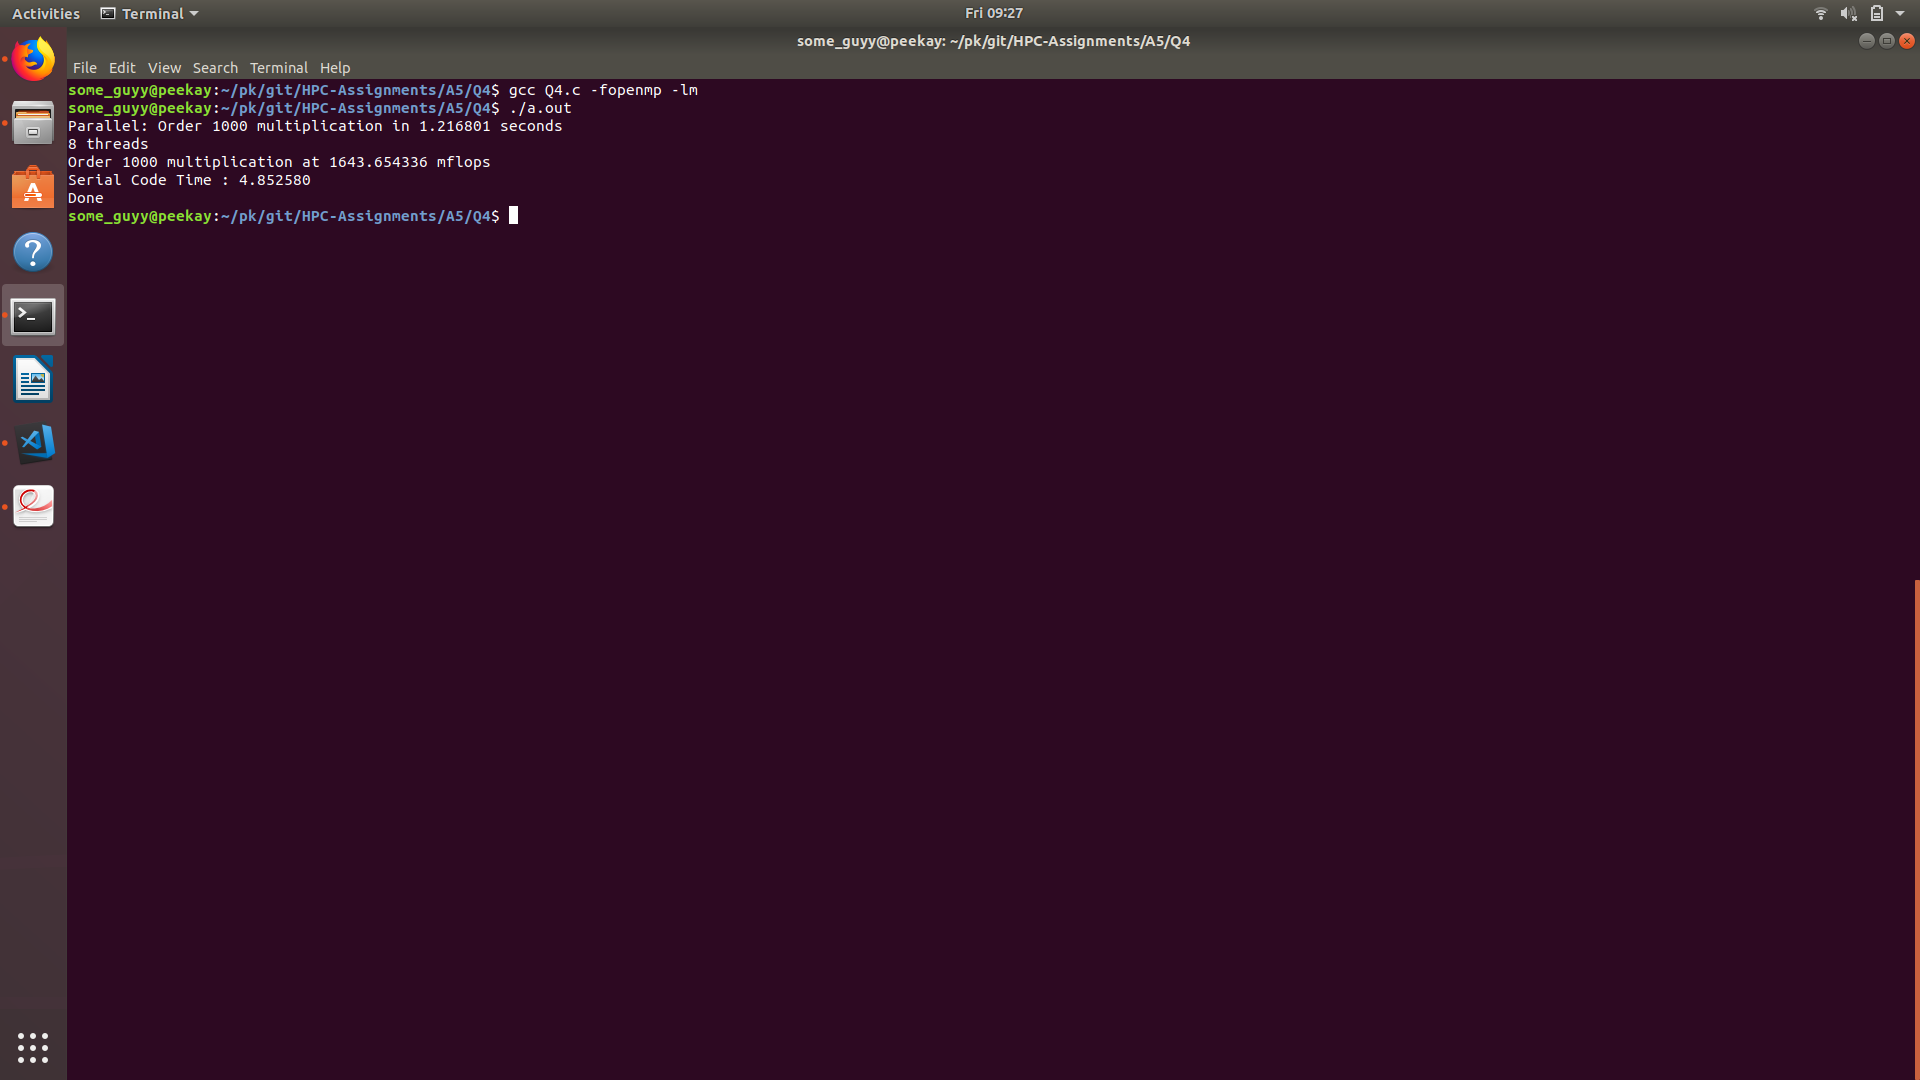 Activities Terminal Fri 09:27
some_guyy@peekay: ~/pk/git/HPC-Assignments/A5/Q4
File Edit View Search Terminal Help
some_guyy@peekay:~/pk/git/HPC-Assignments/A5/Q4$ gcc Q4.c -fopenmp -lm
some_guyy@peekay:~/pk/git/HPC-Assignments/A5/Q4$ ./a.out
Parallel: Order 1000 multiplication in 1.216801 seconds
8 threads
Order 1000 multiplication at 1643.654336 mflops
Serial Code Time : 4.852580
Done
some_guyy@peekay:~/pk/git/HPC-Assignments/A5/Q4$